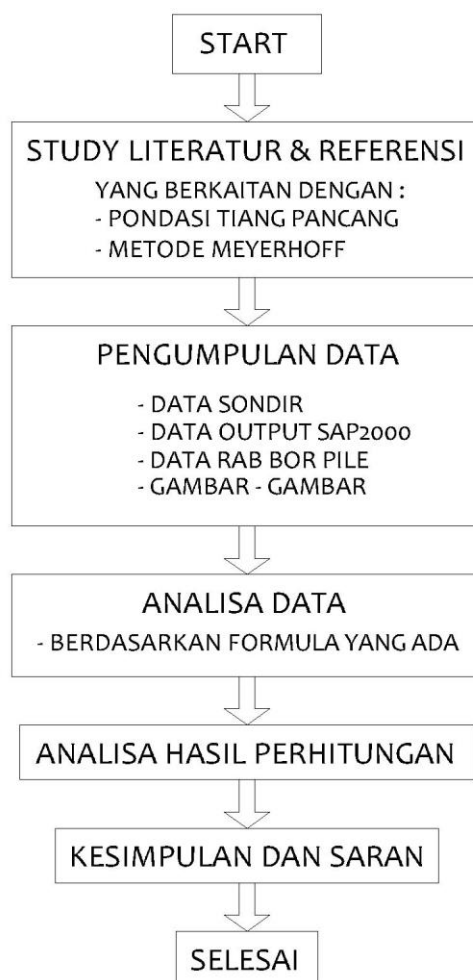 START
STUDY LITERATUR & REFERENSI
YANG BERKAITAN DENGAN :
- PONDASI TIANG PANCANG
- METODE MEYERHOFF
PENGUMPULAN DATA
- DATA SONDIR
- DATA OUTPUT SAP2000
- DATA RAB BOR PILE
- GAMBAR - GAMBAR
ANALISA DATA
- BERDASARKAN FORMULA YANG ADA
ANALISA HASIL PERHITUNGAN
KESIMPULAN DAN SARAN
SELESAI